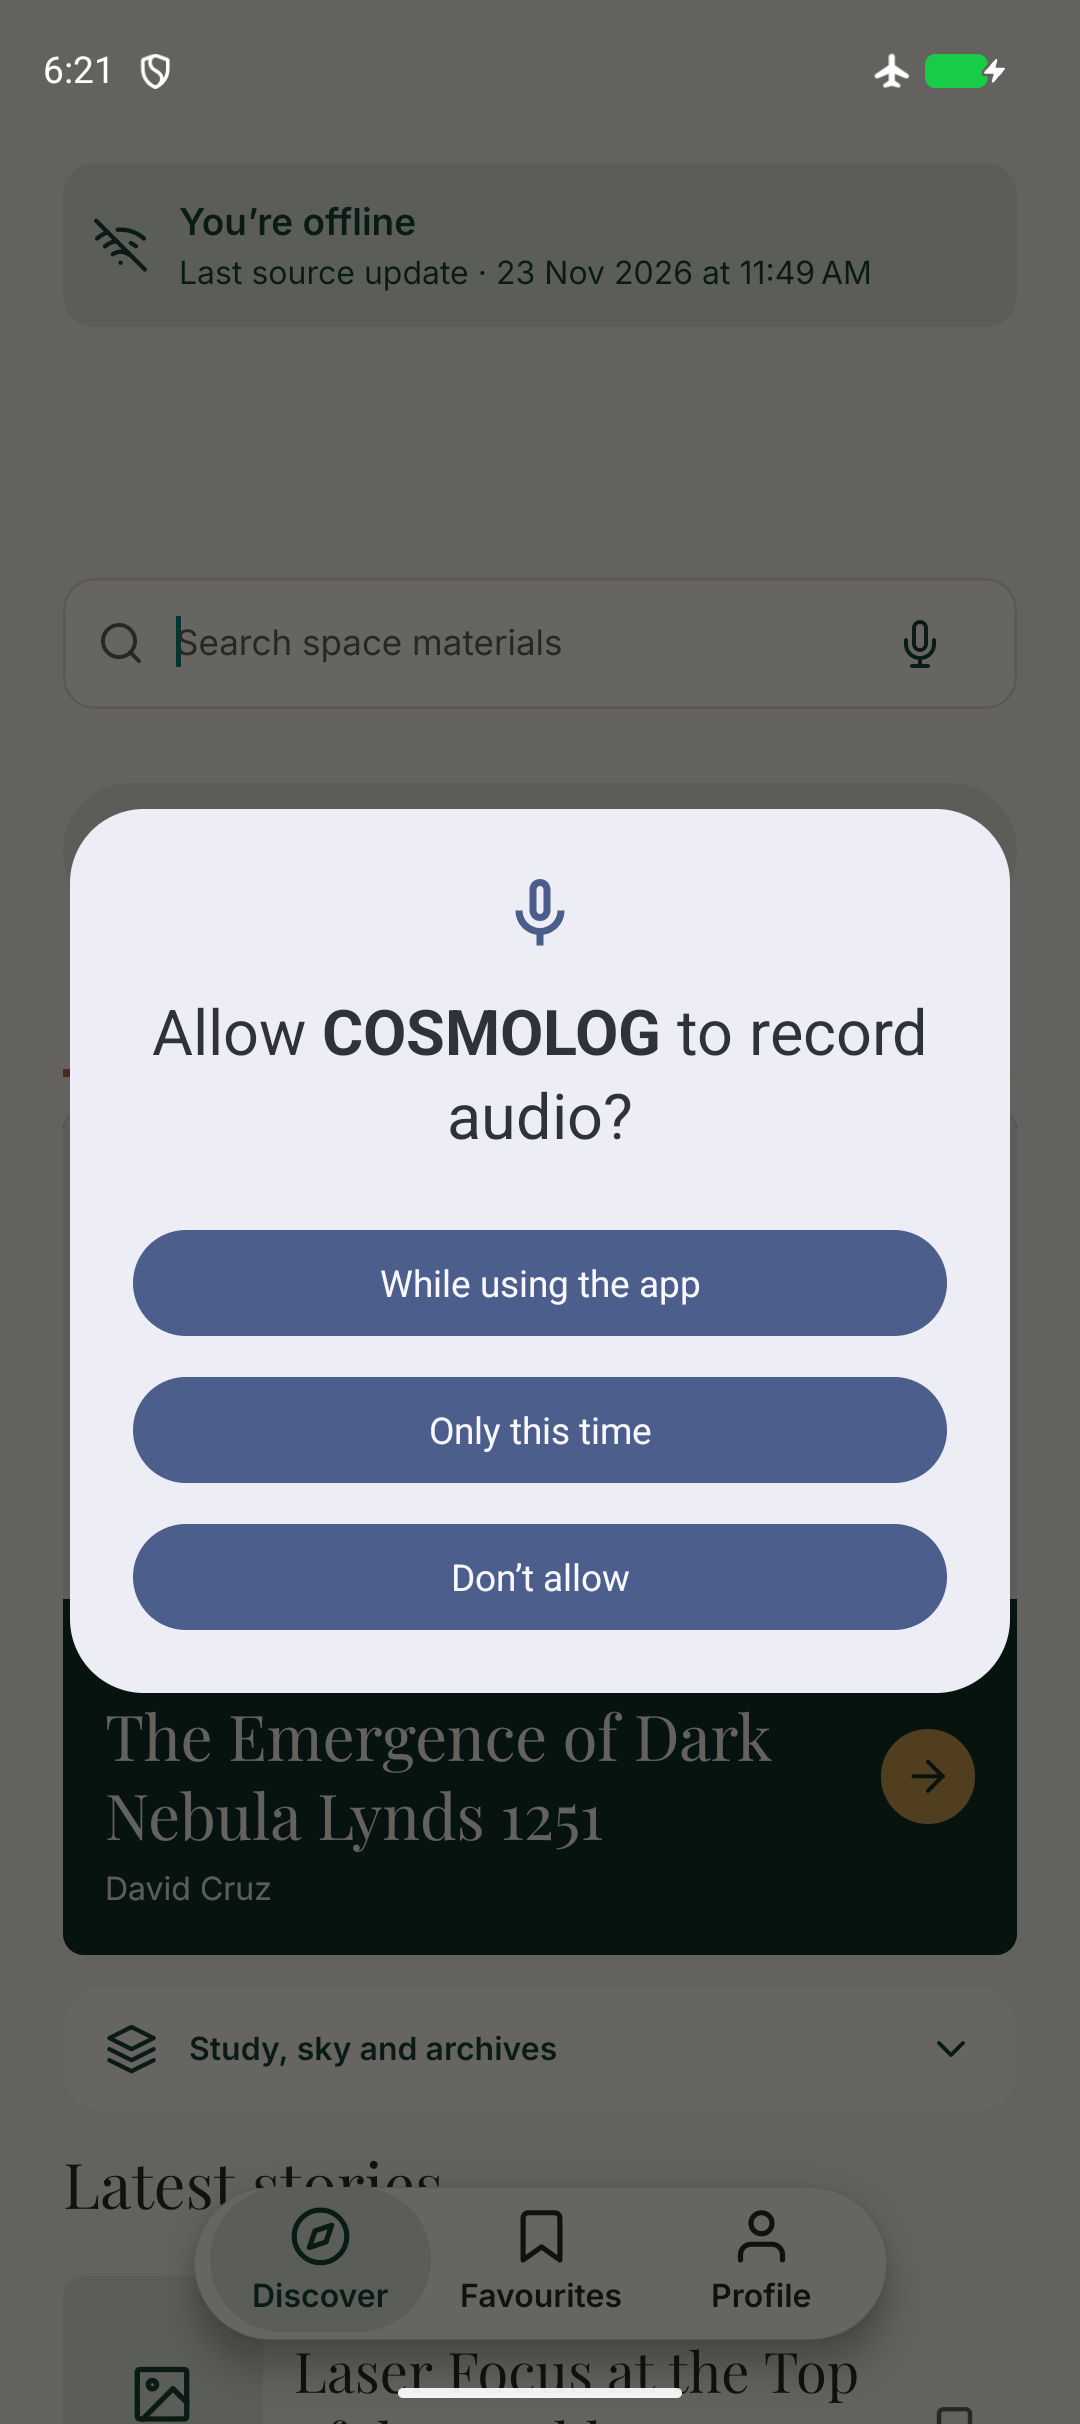 6:21
You’re offline
Last source update · 23 Nov 2026 at 11:49 AM
Search space materials
Allow COSMOLOG to record
audio?
While using the app
Only this time
Don’t allow
The Emergence of Dark
Nebula Lynds 1251
David Cruz
Study, sky and archives
Latest stories
Discover
Favourites
Profile
Laser Focus at the Top